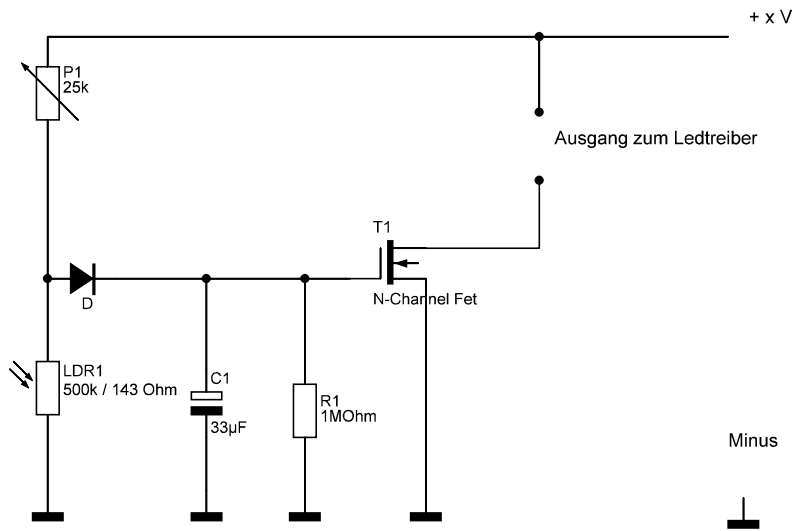 + x V
P1
25k
Ausgang zum Ledtreiber
T1
D
N-Channel Fet
LDR1
500k / 143 Ohm
C1
33µF
R1
1MOhm
Minus